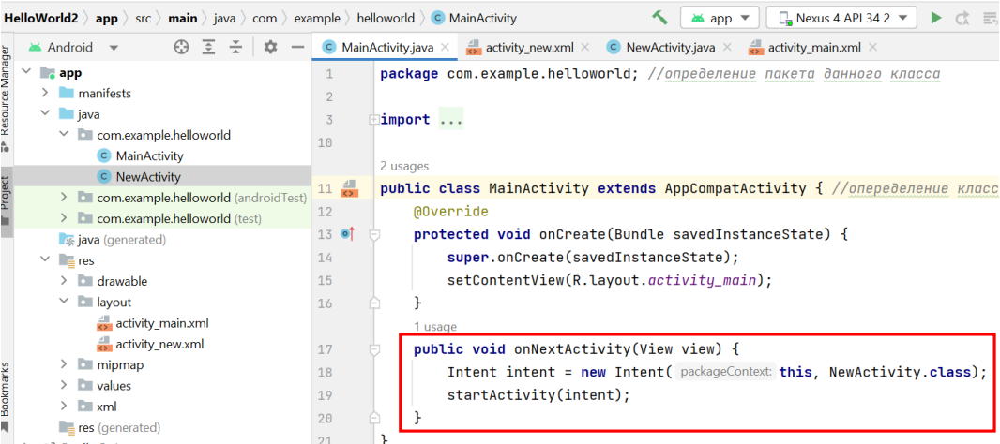 HelloWorld2 › app › src › main › java › com › example › helloworld › MainActivity
app
Nexus 4 API 34 2
Resource Manager
Project
Bookmarks
Android
app
manifests
java
com.example.helloworld
MainActivity
NewActivity
com.example.helloworld (androidTest)
com.example.helloworld (test)
java (generated)
res
drawable
layout
activity_main.xml
activity_new.xml
mipmap
values
xml
res (generated)
MainActivity.java
activity_new.xml
NewActivity.java
activity_main.xml
1 package com.example.helloworld; //определение пакета данного класса
2
3 import ...
10
2 usages
11 public class MainActivity extends AppCompatActivity { //опеределение класс
12 @Override
13 protected void onCreate(Bundle savedInstanceState) {
14 super.onCreate(savedInstanceState);
15 setContentView(R.layout.activity_main);
16 }
1 usage
17 public void onNextActivity(View view) {
18 Intent intent = new Intent( packageContext: this, NewActivity.class);
19 startActivity(intent);
20 }
21 }